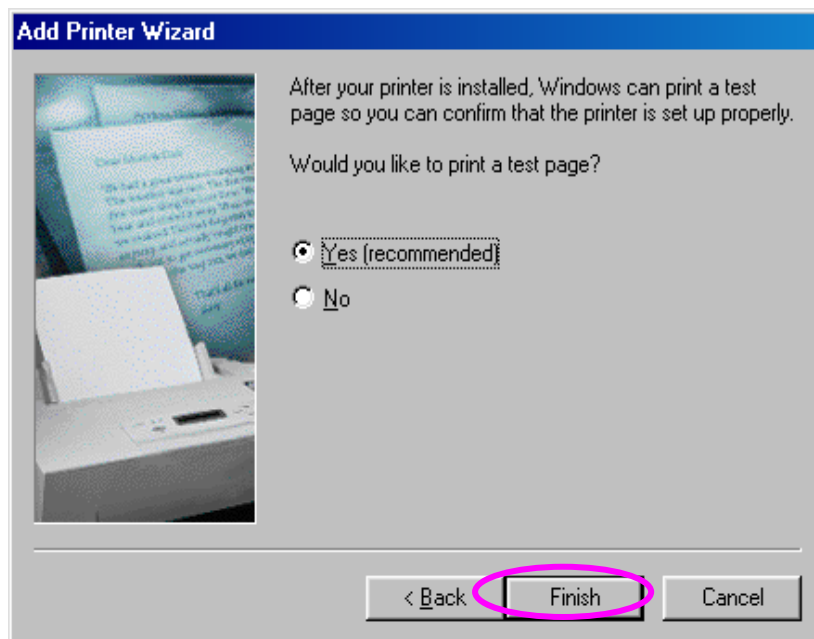 Add Printer Wizard
After your printer is installed, Windows can print a test
page so you can confirm that the printer is set up properly.
Would you like to print a test page?
Yes (recommended)
No
< Back
Finish
Cancel